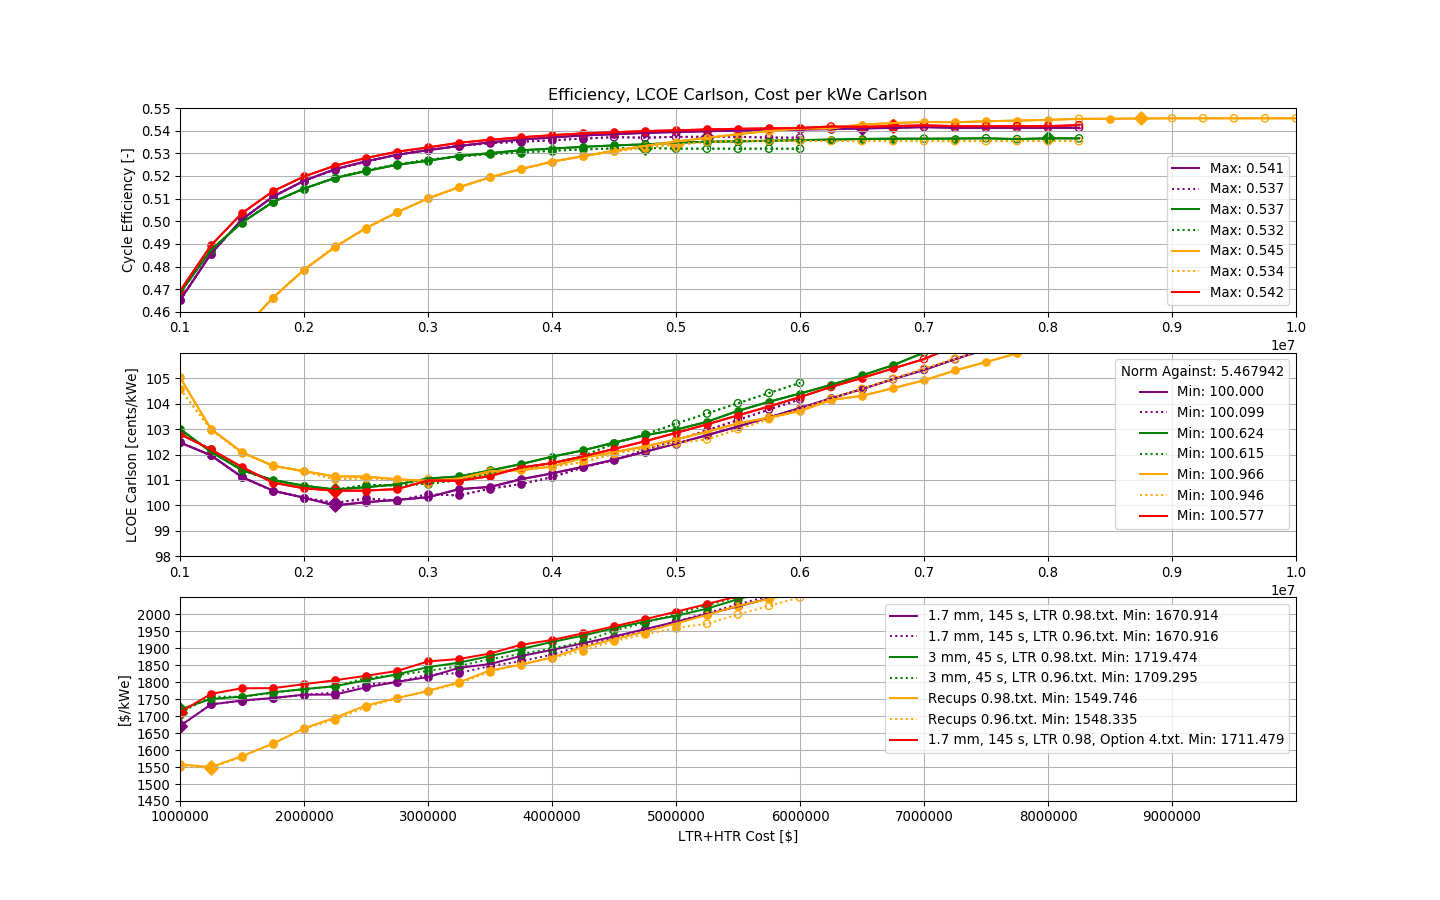 Efficiency, LCOE Carlson, Cost per kWe Carlson
Cycle Efficiency [-]
0.55
0.54
0.53
0.52
0.51
0.50
0.49
0.48
0.47
0.46
Max: 0.541
Max: 0.537
Max: 0.537
Max: 0.532
Max: 0.545
Max: 0.534
Max: 0.542
0.1 0.2 0.3 0.4 0.5 0.6 0.7 0.8 0.9 1.0
1e7
LCOE Carlson [cents/kWe]
105
104
103
102
101
100
99
98
Norm Against: 5.467942
Min: 100.000
Min: 100.099
Min: 100.624
Min: 100.615
Min: 100.966
Min: 100.946
Min: 100.577
0.1 0.2 0.3 0.4 0.5 0.6 0.7 0.8 0.9 1.0
1e7
[$/kWe]
2000
1950
1900
1850
1800
1750
1700
1650
1600
1550
1500
1450
1.7 mm, 145 s, LTR 0.98.txt. Min: 1670.914
1.7 mm, 145 s, LTR 0.96.txt. Min: 1670.916
3 mm, 45 s, LTR 0.98.txt. Min: 1719.474
3 mm, 45 s, LTR 0.96.txt. Min: 1709.295
Recups 0.98.txt. Min: 1549.746
Recups 0.96.txt. Min: 1548.335
1.7 mm, 145 s, LTR 0.98, Option 4.txt. Min: 1711.479
1000000 2000000 3000000 4000000 5000000 6000000 7000000 8000000 9000000
LTR+HTR Cost [$]